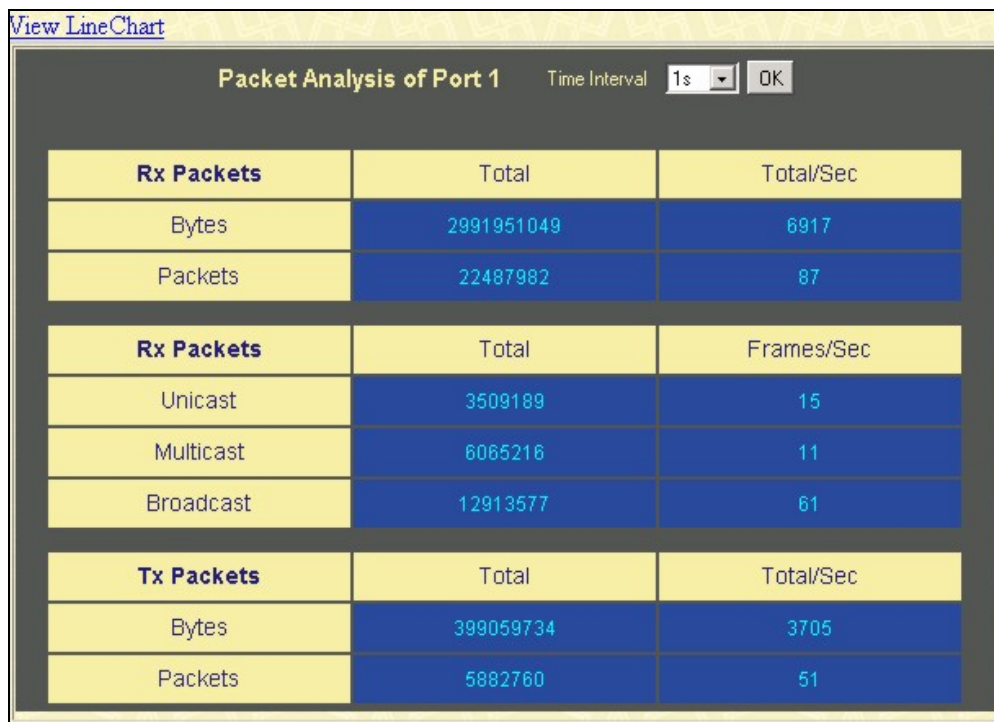 View LineChart
Packet Analysis of Port 1 Time Interval 1s OK
Rx Packets Total Total/Sec
Bytes 2991951049 6917
Packets 22487982 87
Rx Packets Total Frames/Sec
Unicast 3509189 15
Multicast 6065216 11
Broadcast 12913577 61
Tx Packets Total Total/Sec
Bytes 399059734 3705
Packets 5882760 51